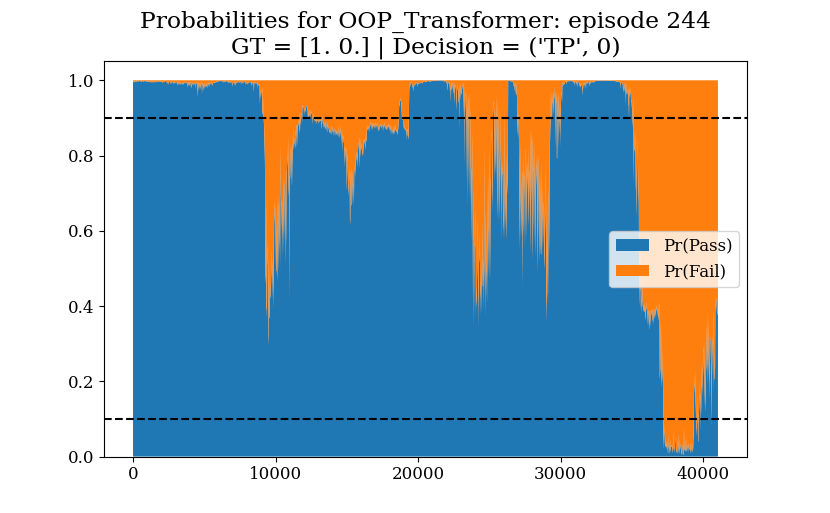 Probabilities for OOP_Transformer: episode 244
GT = [1. 0.] | Decision = ('TP', 0)
1.0
0.8
0.6
0.4
0.2
0.0
Pr(Pass)
Pr(Fail)
0
10000
20000
30000
40000